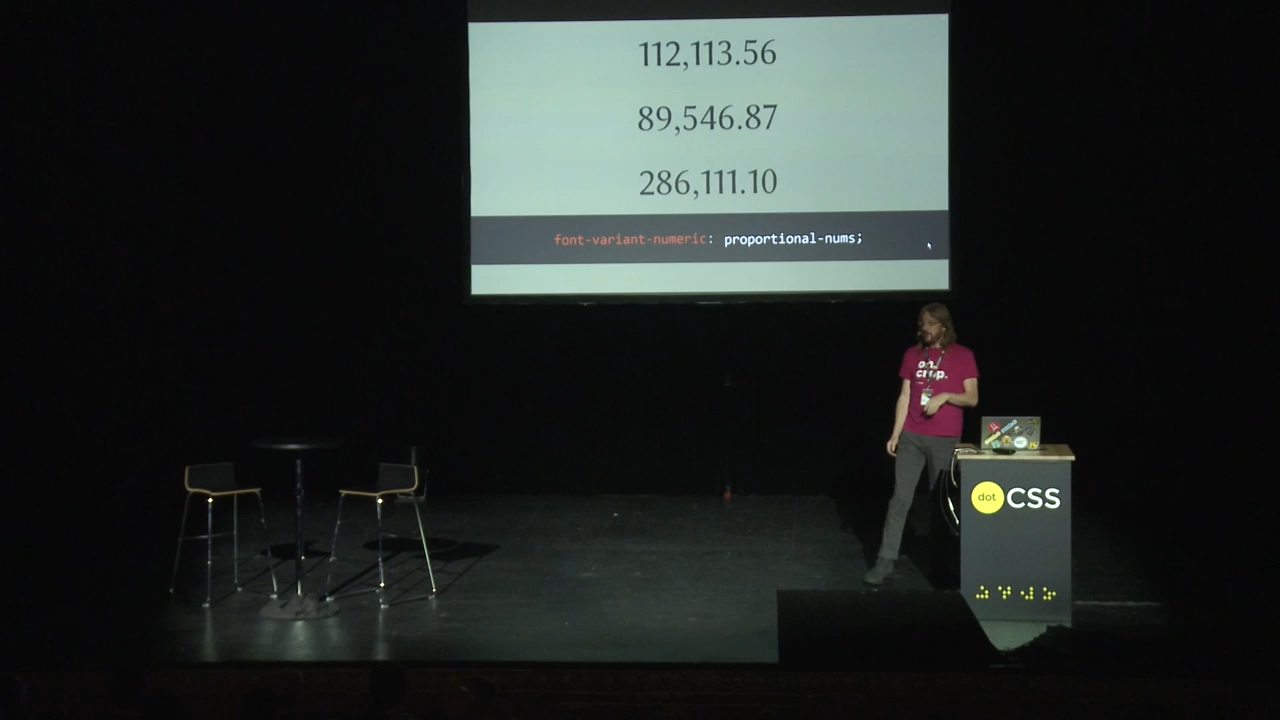 112,113.56
89,546.87
286,111.10
font-variant-numeric: proportional-nums;
dot CSS